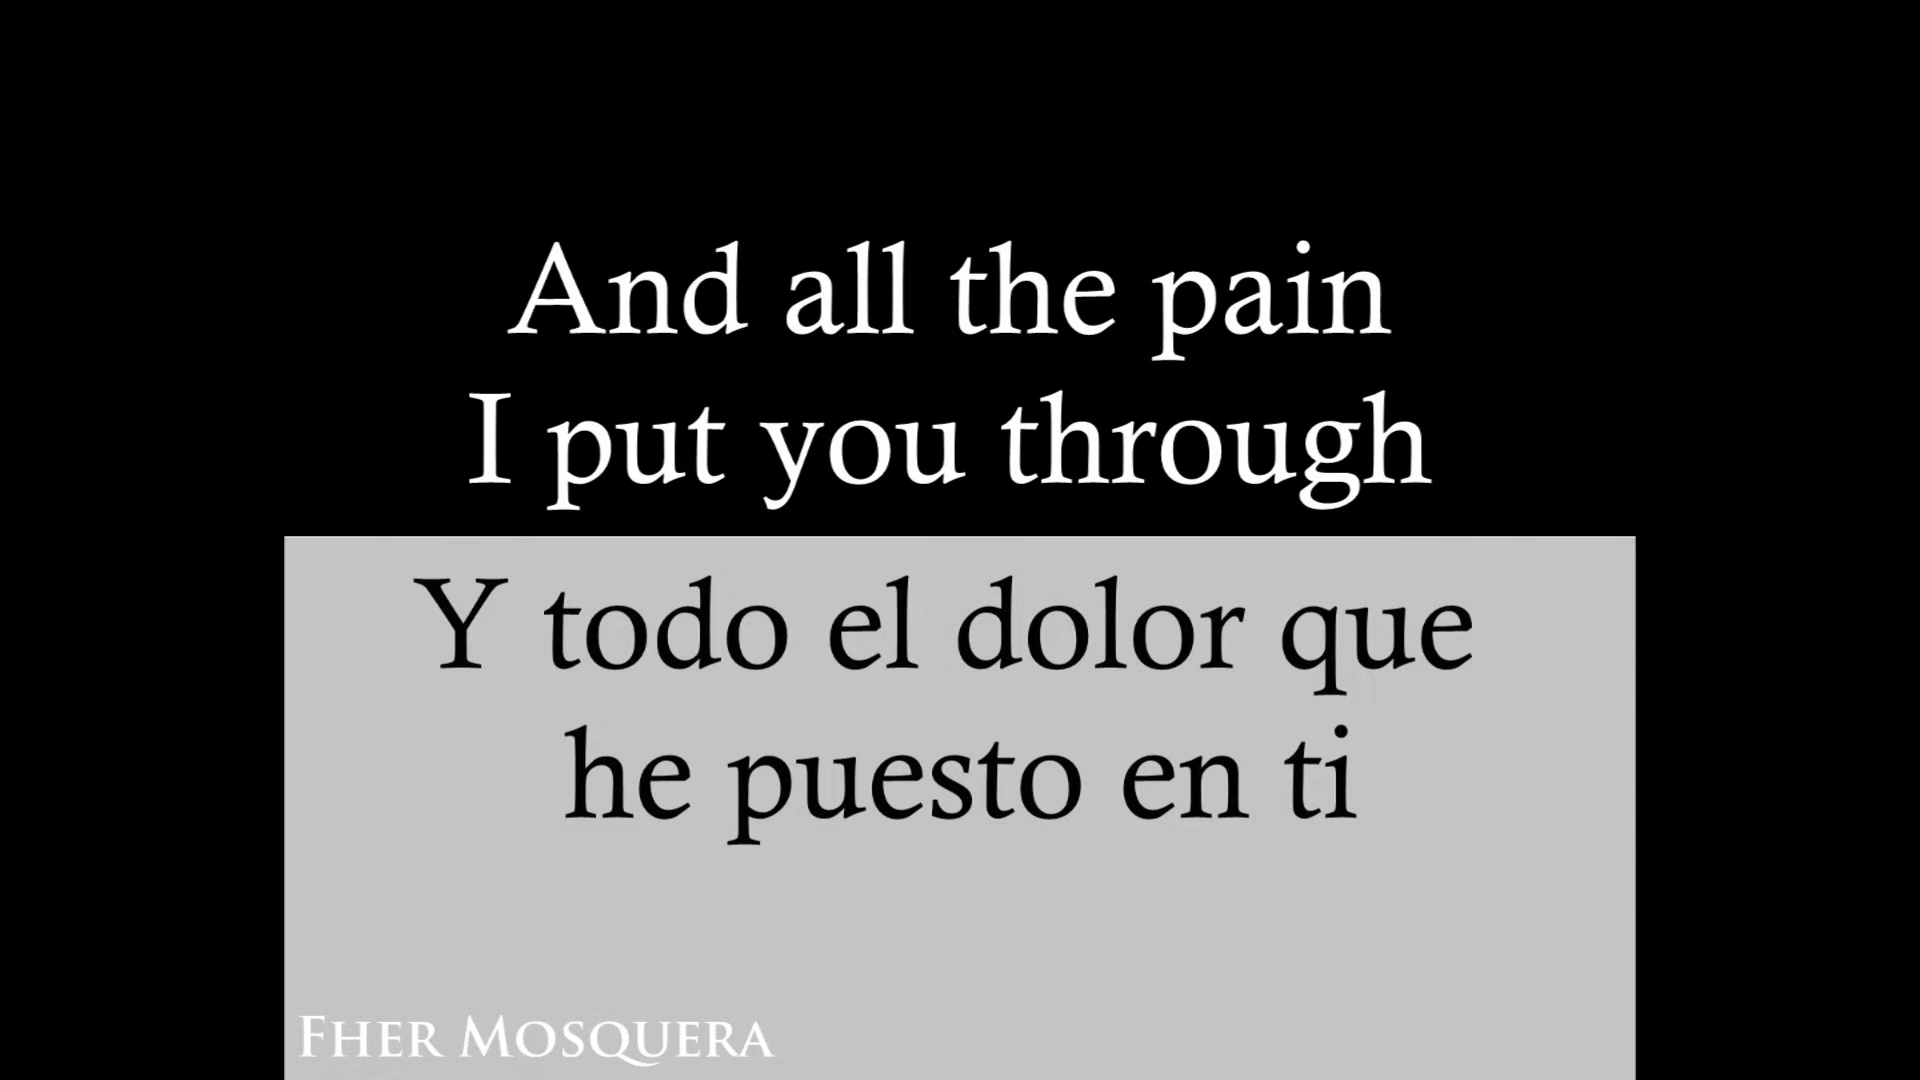 And all the pain
I put you through
Y todo el dolor que
he puesto en ti
FHER MOSQUERA